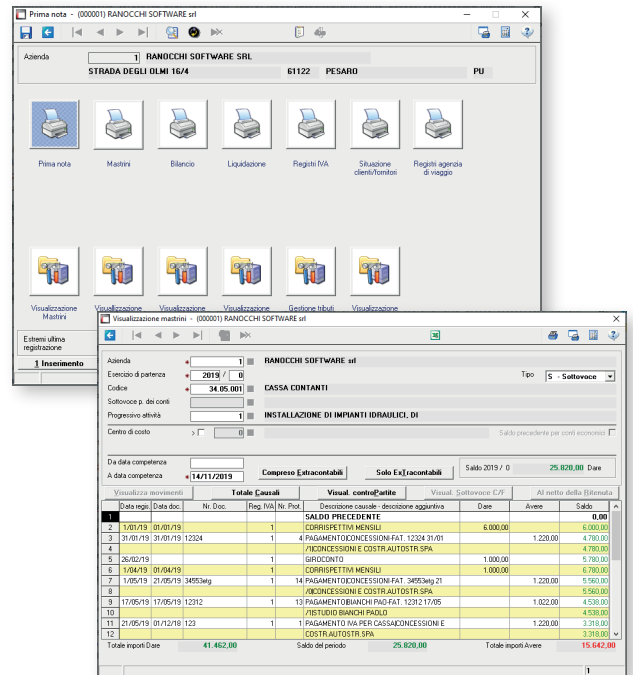 Prima nota - (000001) RANOCCHI SOFTWARE srl
Azienda 1 RANOCCHI SOFTWARE SRL
STRADA DEGLI OLMI 16/4 61122 PESARO PU
Prima nota Mastrini Bilancio Liquidazione Registri IVA Situazione clienti/fornitori Registri agenzia di viaggio
Visualizzazione Mastrini Visualizzazione Visualizzazione Visualizzazione Gestione tributi Visualizzazione
Estremi ultima
registrazione
1 Inserimento
Visualizzazione mastrini - (000001) RANOCCHI SOFTWARE srl
Azienda * 1 RANOCCHI SOFTWARE srl
Esercizio di partenza * 2019 / 0 Tipo S - Sottovoce
Codice * 34.05.001 CASSA CONTANTI
Sottovoce p. dei conti
Progressivo attività 1 INSTALLAZIONE DI IMPIANTI IDRAULICI, DI
Centro di costo > 0 Saldo precedente per conti economici
Da data competenza
A data competenza * 14/11/2019 Compreso Extracontabili Solo ExTracontabili Saldo 2019 / 0 25.820,00 Dare
Visualizza movimenti Totale Causali Visual. controPartite Visual. Sottovoce C/F Al netto della Ritenuta
Data regis. Data doc. Nr. Doc. Reg. IVA Nr. Prot. Descrizione causale - descrizione aggiuntiva Dare Avere Saldo
1 SALDO PRECEDENTE 0,00
2 1/01/19 01/01/19 1 CORRISPETTIVI MENSILI 6.000,00 6.000,00
3 31/01/19 31/01/19 12324 1 4 PAGAMENTO|CONCESSIONI-FAT. 12324 31/01 1.220,00 4.780,00
4 /1|CONCESSIONI E COSTR.AUTOSTR.SPA 4.780,00
5 26/02/19 1 GIROCONTO 1.000,00 5.780,00
6 1/04/19 01/04/19 1 CORRISPETTIVI MENSILI 1.000,00 6.780,00
7 1/05/19 21/05/19 34553etg 1 14 PAGAMENTO|CONCESSIONI-FAT. 34553etg 21 1.220,00 5.560,00
8 /0|CONCESSIONI E COSTR.AUTOSTR.SPA 5.560,00
9 17/05/19 17/05/19 12312 1 13 PAGAMENTO|BIANCHI PAO-FAT. 12312 17/05 1.022,00 4.538,00
10 /1|STUDIO BIANCHI PAOLO 4.538,00
11 21/05/19 01/12/18 123 1 1 PAGAMENTO IVA PER CASSA|CONCESSIONI E 1.220,00 3.318,00
12 COSTR.AUTOSTR.SPA 3.318,00
Totale importi Dare 41.462,00 Saldo del periodo 25.820,00 Totale importi Avere 15.642,00
1